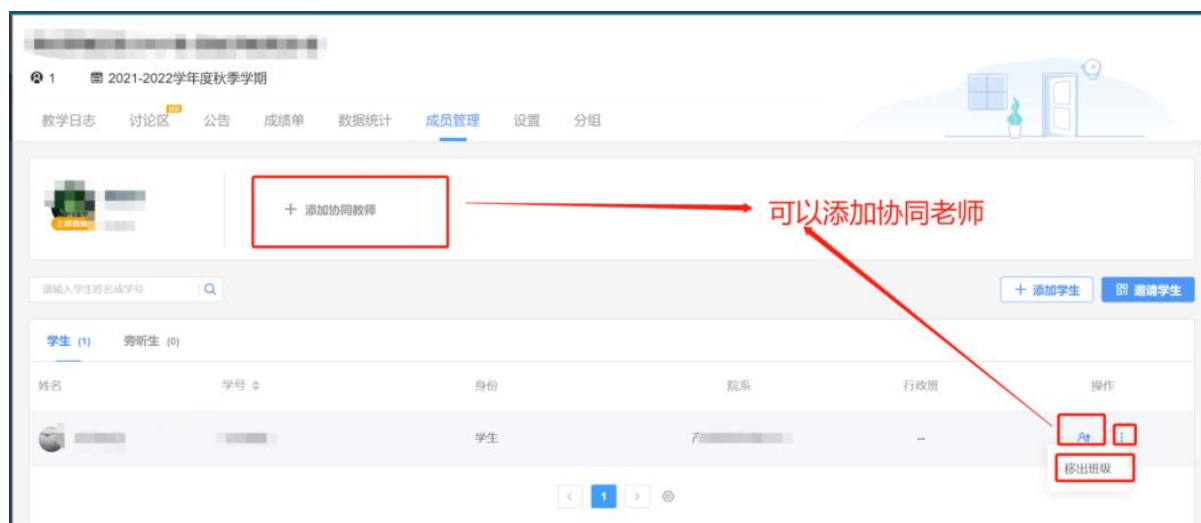 1 2021-2022学年度秋季学期
教学日志 讨论区 公告 成绩单 数据统计 成员管理 设置 分组
主讲教师
+ 添加协同教师
可以添加协同老师
请输入学生姓名或学号
+ 添加学生 邀请学生
学生 (1) 旁听生 (0)
姓名 学号 身份 院系 行政班 操作
学生 --
移出班级
1